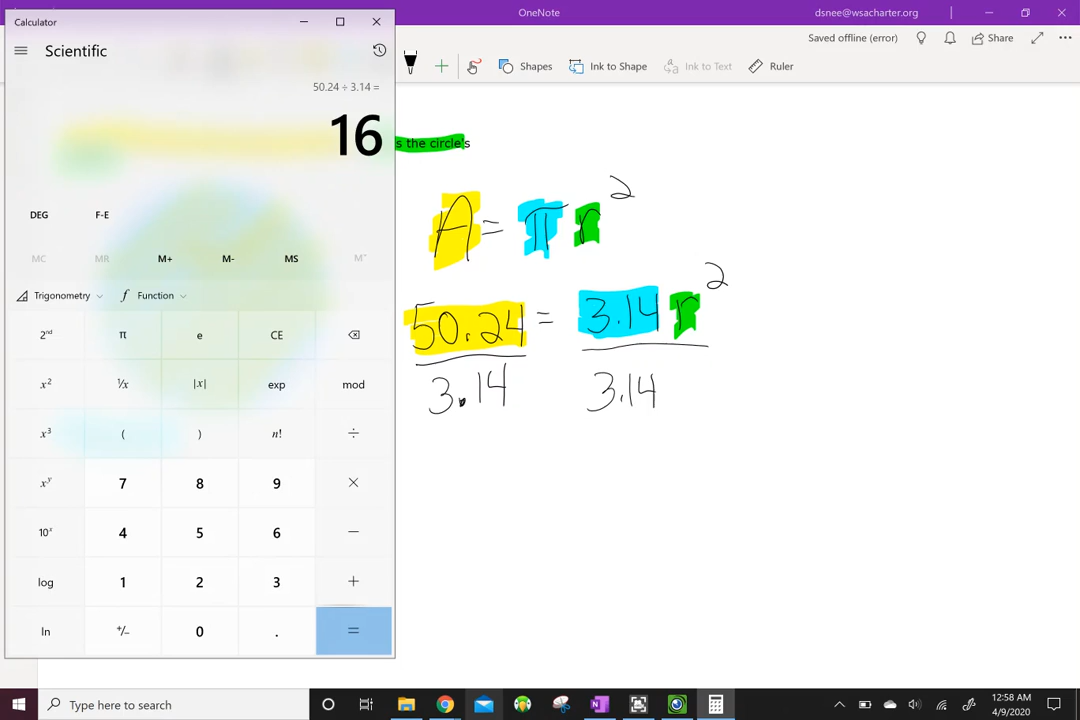 OneNote
dsnee@wsacharter.org
Calculator
Saved offline (error)
Share
Scientific
Shapes
Ink to Shape
Ink to Text
Ruler
50.24 ÷ 3.14 =
16
s the circle's
A = π r²
DEG F-E
MC MR M+ M- MS M˅
Trigonometry f Function
50.24 = 3.14 r²
3.14 3.14
2ⁿᵈ π e CE
x² ¹/x |x| exp mod
x³ ( ) n! ÷
xʸ 7 8 9 ×
10ˣ 4 5 6 −
log 1 2 3 +
ln +/− 0 . =
Type here to search
12:58 AM
4/9/2020